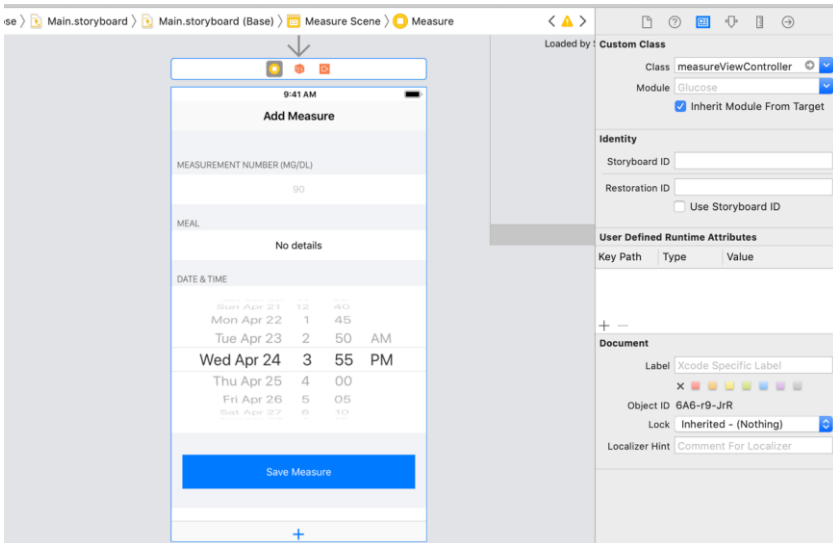 ose 〉 Main.storyboard 〉 Main.storyboard (Base) 〉 Measure Scene 〉 Measure
Loaded by S
9:41 AM
Add Measure
MEASUREMENT NUMBER (MG/DL)
90
MEAL
No details
DATE & TIME
Sun Apr 21 12 40
Mon Apr 22 1 45
Tue Apr 23 2 50 AM
Wed Apr 24 3 55 PM
Thu Apr 25 4 00
Fri Apr 26 5 05
Sat Apr 27 6 10
Save Measure
+
Custom Class
Class measureViewController
Module Glucose
Inherit Module From Target
Identity
Storyboard ID
Restoration ID
Use Storyboard ID
User Defined Runtime Attributes
Key Path Type Value
+ −
Document
Label Xcode Specific Label
Object ID 6A6-r9-JrR
Lock Inherited - (Nothing)
Localizer Hint Comment For Localizer